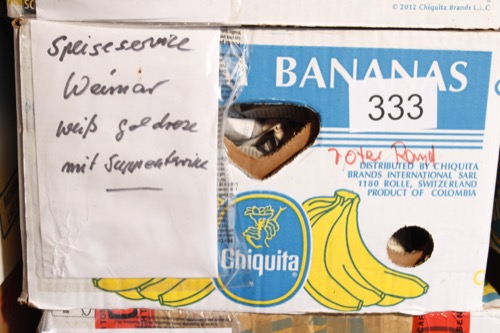 © 2012 Chiquita Brands L.L.C
Speiseservice
Weimar
weiß goldrose
mit Suppenterrine
BANANAS
333
roter Rand
DISTRIBUTED BY CHIQUITA
BRANDS INTERNATIONAL SARL
1180 ROLLE, SWITZERLAND
PRODUCT OF COLOMBIA
Chiquita